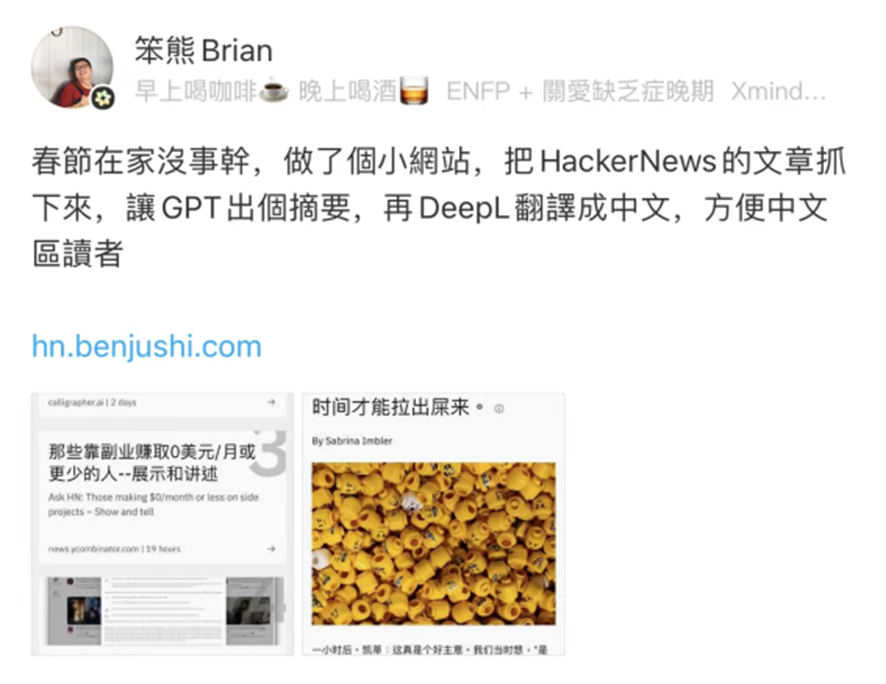 笨熊 Brian
早上喝咖啡☕ 晚上喝酒🥃 ENFP + 關愛缺乏症晚期 Xmind...
春節在家沒事幹，做了個小網站，把 HackerNews 的文章抓
下來，讓 GPT 出個摘要，再 DeepL 翻譯成中文，方便中文
區讀者
hn.benjushi.com
calligrapher.ai | 2 days →
3
那些靠副业赚取0美元/月或
更少的人--展示和讲述
Ask HN: Those making $0/month or less on side
projects – Show and tell
news.ycombinator.com | 19 hours →
4
时间才能拉出屎来。
By Sabrina Imbler
一小时后。凯蒂：这真是个好主意。我们当时想，"是